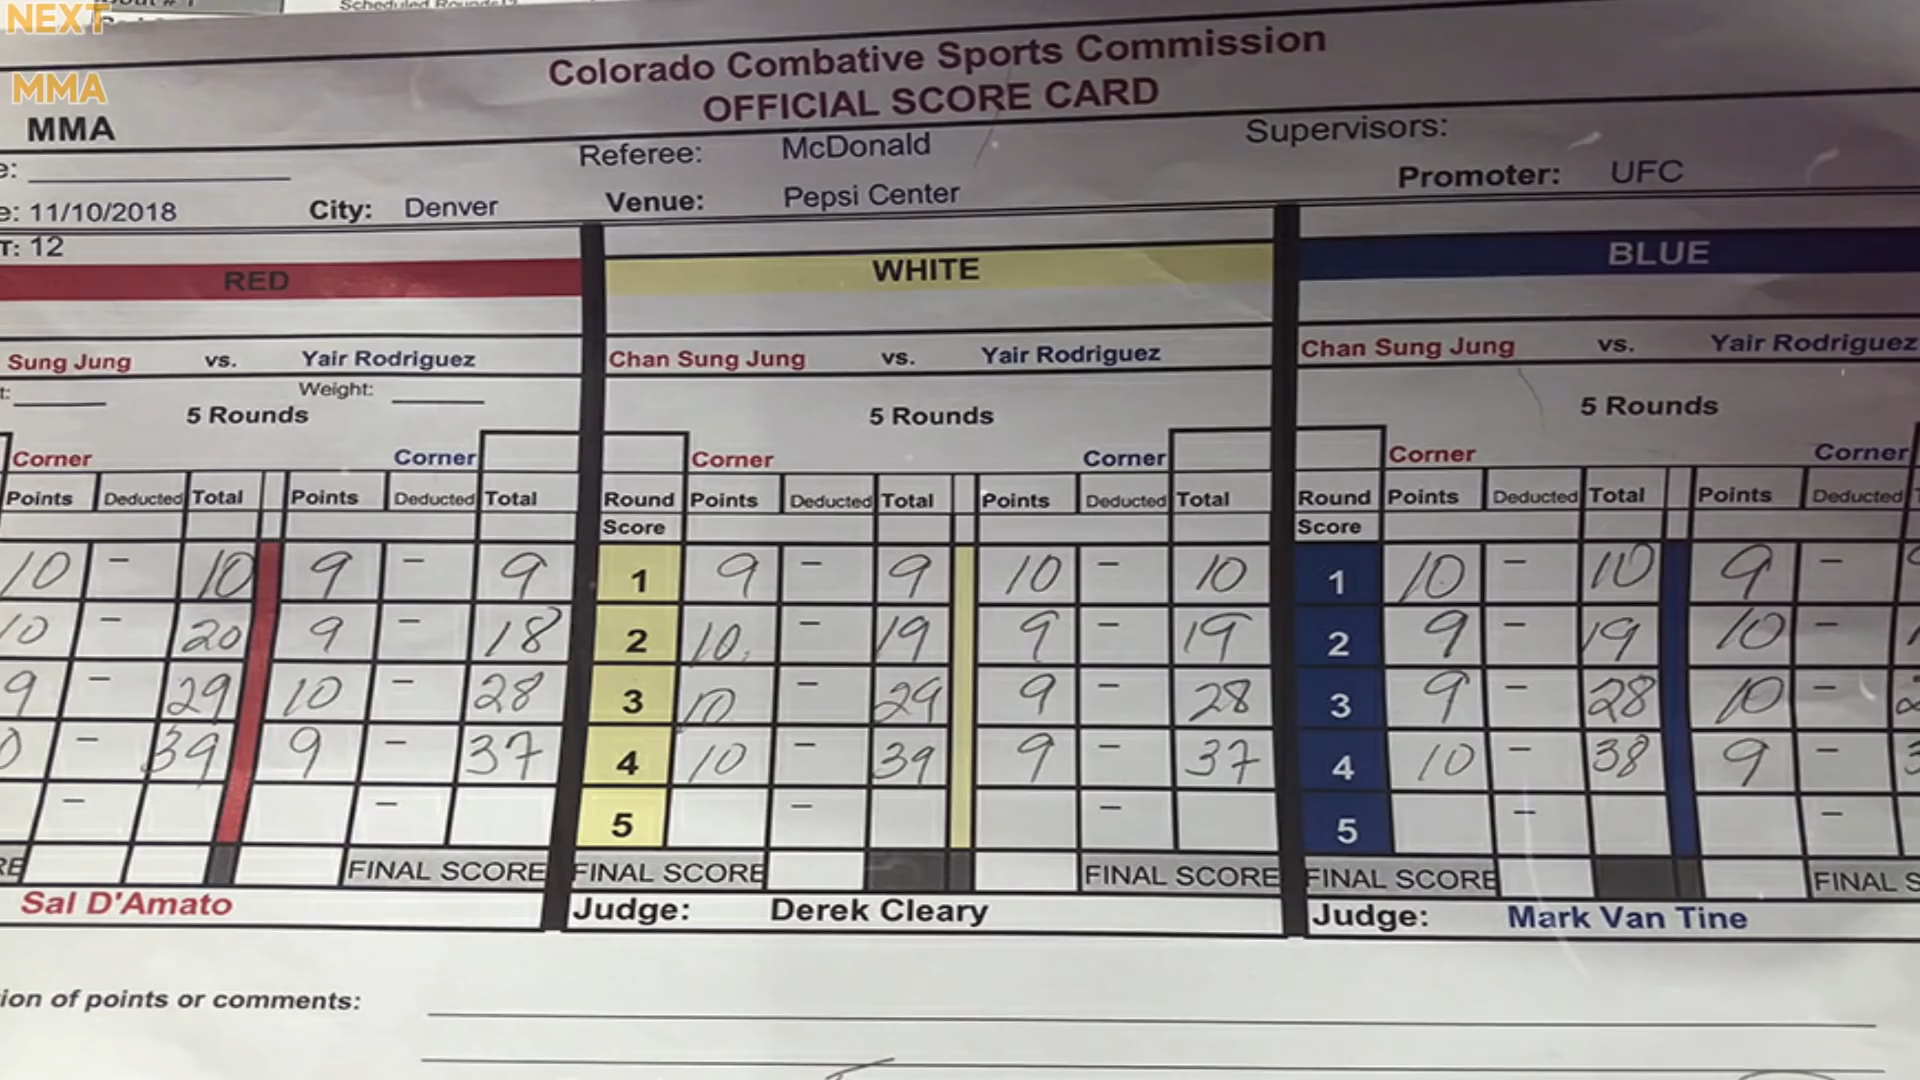 NEXT
MMA
Scheduled Rounds
Colorado Combative Sports Commission
OFFICIAL SCORE CARD
MMA
Referee: McDonald Supervisors:
e: 11/10/2018 City: Denver Venue: Pepsi Center Promoter: UFC
T: 12
RED WHITE BLUE
Sung Jung vs. Yair Rodriguez Chan Sung Jung vs. Yair Rodriguez Chan Sung Jung vs. Yair Rodriguez
t: Weight:
5 Rounds 5 Rounds 5 Rounds
Corner Corner Corner Corner Corner Corner
Points Deducted Total Points Deducted Total Round Points Deducted Total Points Deducted Total Round Points Deducted Total Points Deducted
Score Score
10 - 10 9 - 9 1 9 - 9 10 - 10 1 10 - 10 9 -
10 - 20 9 - 18 2 10 - 19 9 - 19 2 9 - 19 10 -
9 - 29 10 - 28 3 10 - 29 9 - 28 3 9 - 28 10 - 2
0 - 39 9 - 37 4 10 - 39 9 - 37 4 10 - 38 9 - 3
- - 5 - - 5 - -
RE FINAL SCORE FINAL SCORE FINAL SCORE FINAL SCORE FINAL S
Sal D'Amato Judge: Derek Cleary Judge: Mark Van Tine
ion of points or comments: